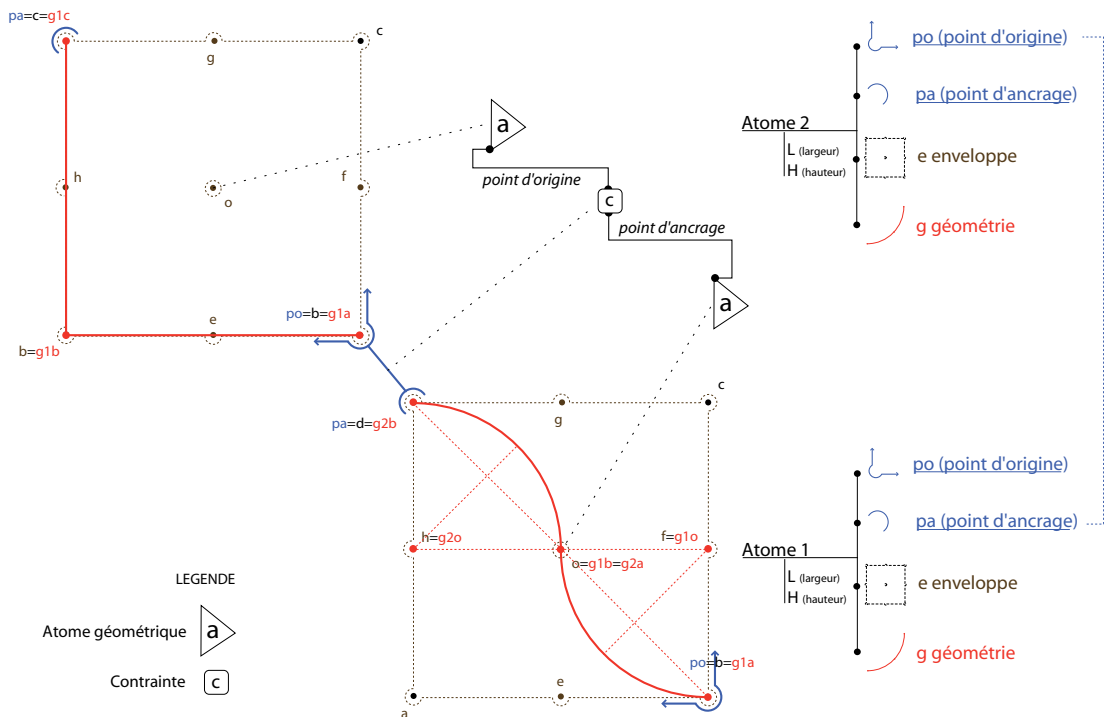 pa=c=g1c
g
c
h
o
f
po=b=g1a
e
b=g1b
a
point d'origine
c
point d'ancrage
a
po (point d'origine)
pa (point d'ancrage)
Atome 2
L (largeur)
H (hauteur)
e enveloppe
g géométrie
pa=d=g2b
g
c
h=g2o
f=g1o
o=g1b=g2a
po=b=g1a
e
a
po (point d'origine)
pa (point d'ancrage)
Atome 1
L (largeur)
H (hauteur)
e enveloppe
g géométrie
LEGENDE
Atome géométrique a
Contrainte c